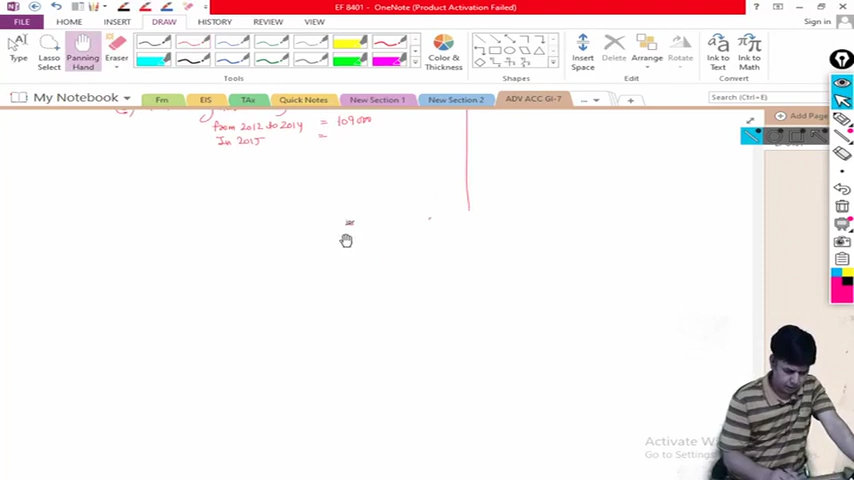 EF 8401 - OneNote (Product Activation Failed)
FILE HOME INSERT DRAW HISTORY REVIEW VIEW
Sign in
Type
Lasso Select
Panning Hand
Eraser
Color & Thickness
Insert Space
Delete
Arrange
Rotate
Ink to Text
Ink to Math
Tools
Shapes
Edit
Convert
My Notebook
Fm
EIS
TAx
Quick Notes
New Section 1
New Section 2
ADV ACC GI-7
Search (Ctrl+E)
Add Page
from 2012 to 2014 = 109000
In 2015 =
Activate W
Go to Settings